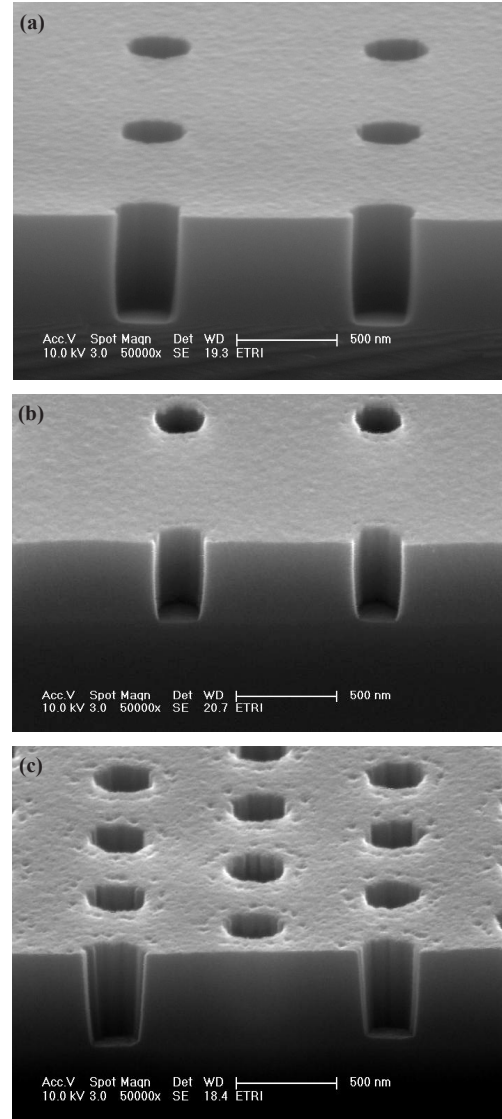 (a)
Acc.V Spot Magn Det WD 500 nm
10.0 kV 3.0 50000x SE 19.3 ETRI
(b)
Acc.V Spot Magn Det WD 500 nm
10.0 kV 3.0 50000x SE 20.7 ETRI
(c)
Acc.V Spot Magn Det WD 500 nm
10.0 kV 3.0 50000x SE 18.4 ETRI